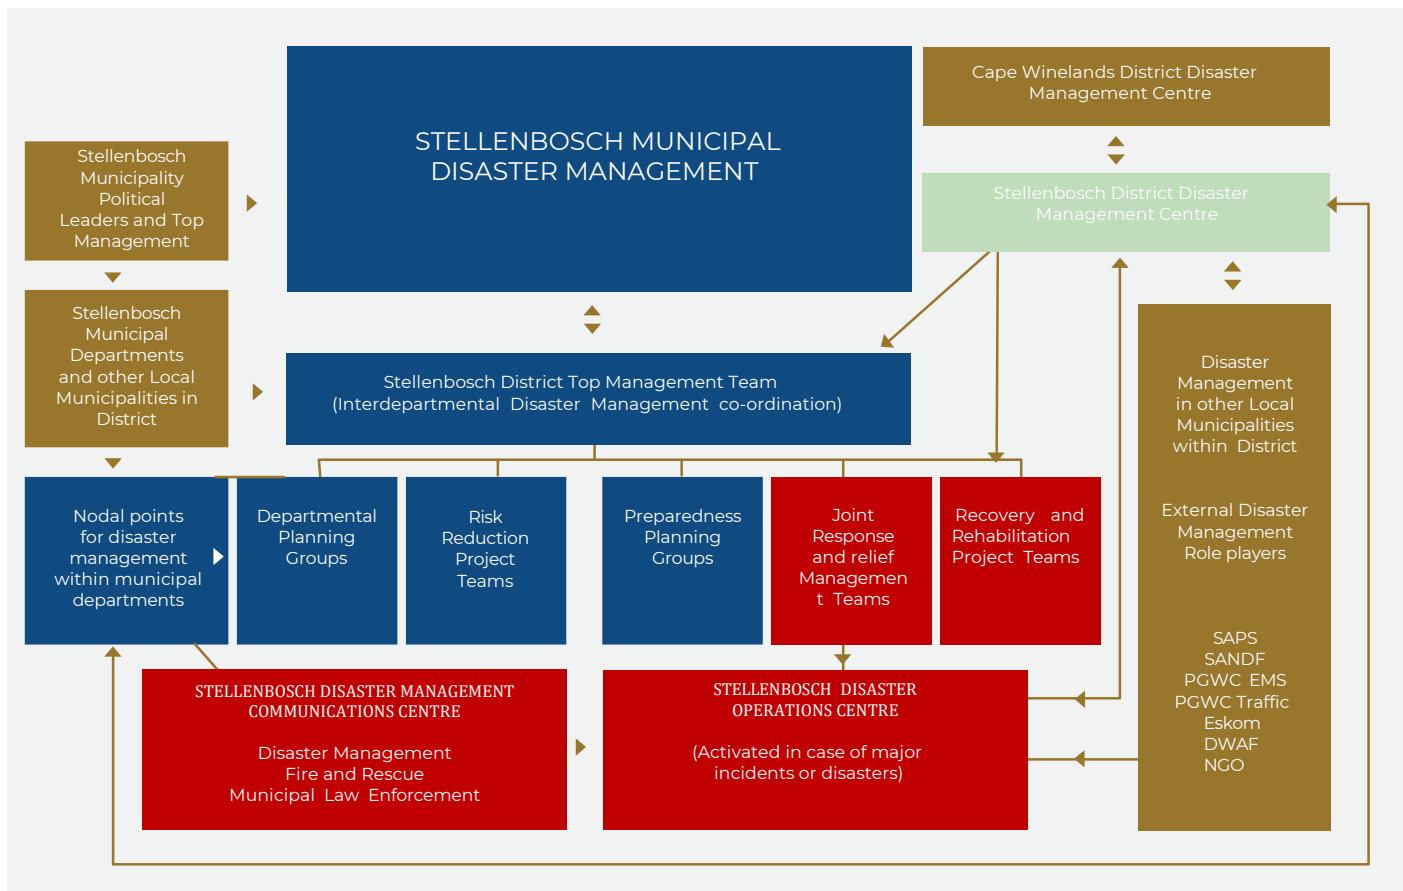 STELLENBOSCH MUNICIPAL
DISASTER MANAGEMENT
Cape Winelands District Disaster
Management Centre
Stellenbosch
Municipality
Political
Leaders and Top
Management
Stellenbosch District Disaster
Management Centre
Stellenbosch
Municipal
Departments
and other Local
Municipalities in
District
Stellenbosch District Top Management Team
(Interdepartmental Disaster Management co-ordination)
Disaster
Management
in other Local
Municipalities
within District
External Disaster
Management
Role players
SAPS
SANDF
PGWC EMS
PGWC Traffic
Eskom
DWAF
NGO
Nodal points
for disaster
management
within municipal
departments
Departmental
Planning
Groups
Risk
Reduction
Project
Teams
Preparedness
Planning
Groups
Joint
Response
and relief
Managemen
t Teams
Recovery and
Rehabilitation
Project Teams
STELLENBOSCH DISASTER MANAGEMENT
COMMUNICATIONS CENTRE
Disaster Management
Fire and Rescue
Municipal Law Enforcement
STELLENBOSCH DISASTER
OPERATIONS CENTRE
(Activated in case of major
incidents or disasters)